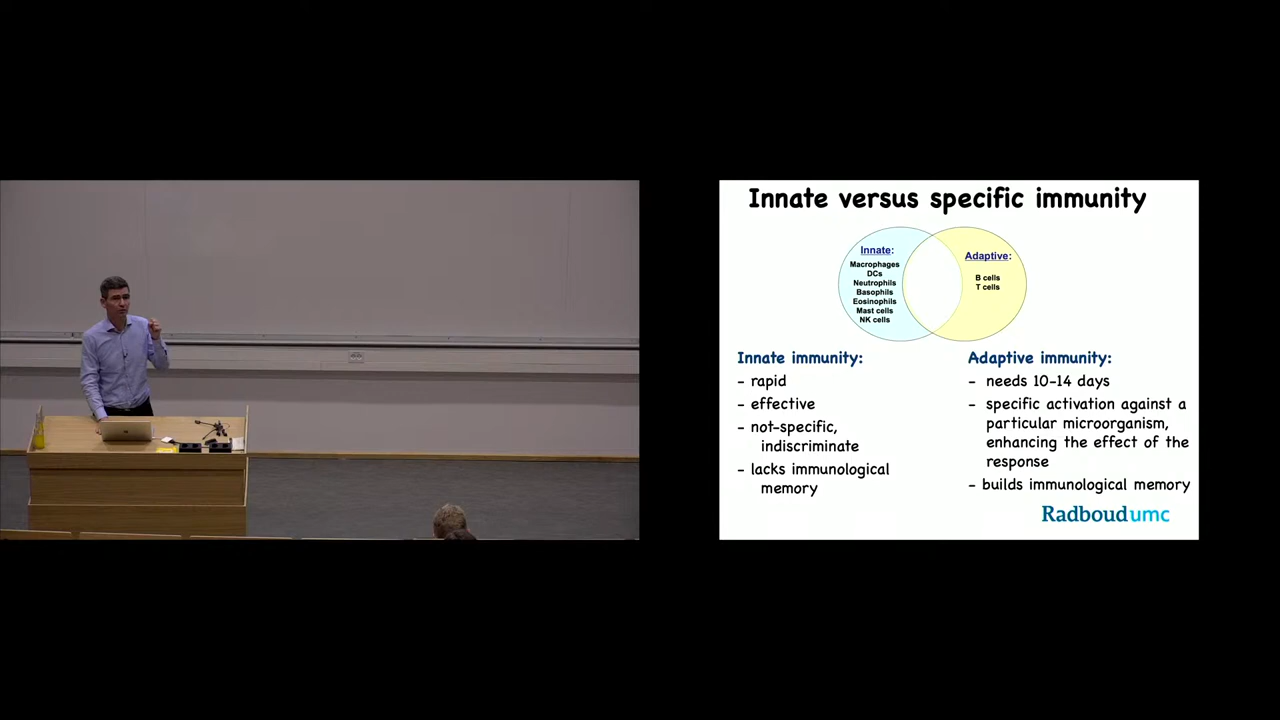 Innate versus specific immunity
Innate:
Macrophages
DCs
Neutrophils
Basophils
Eosinophils
Mast cells
NK cells
Adaptive:
B cells
T cells
Innate immunity:
- rapid
- effective
- not-specific,
indiscriminate
- lacks immunological
memory
Adaptive immunity:
- needs 10-14 days
- specific activation against a
particular microorganism,
enhancing the effect of the
response
- builds immunological memory
Radboudumc